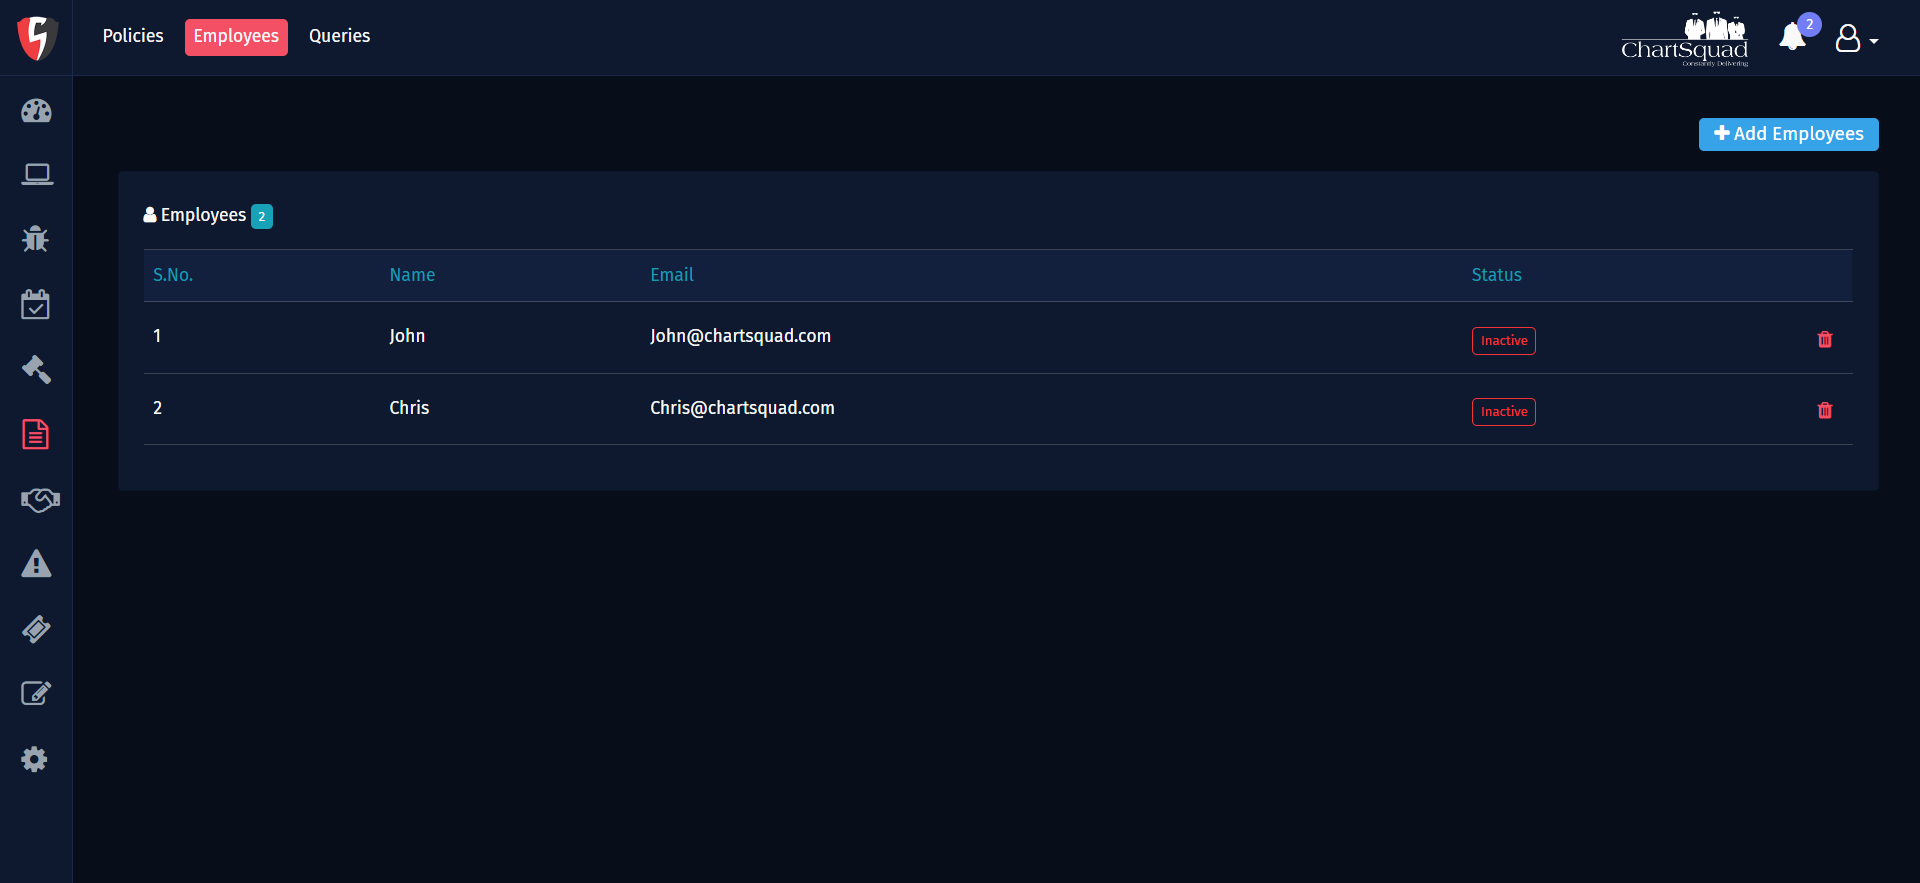 Policies Employees Queries
ChartSquad
Constantly Delivering
2
Add Employees
Employees 2
S.No. Name Email Status
1 John John@chartsquad.com Inactive
2 Chris Chris@chartsquad.com Inactive